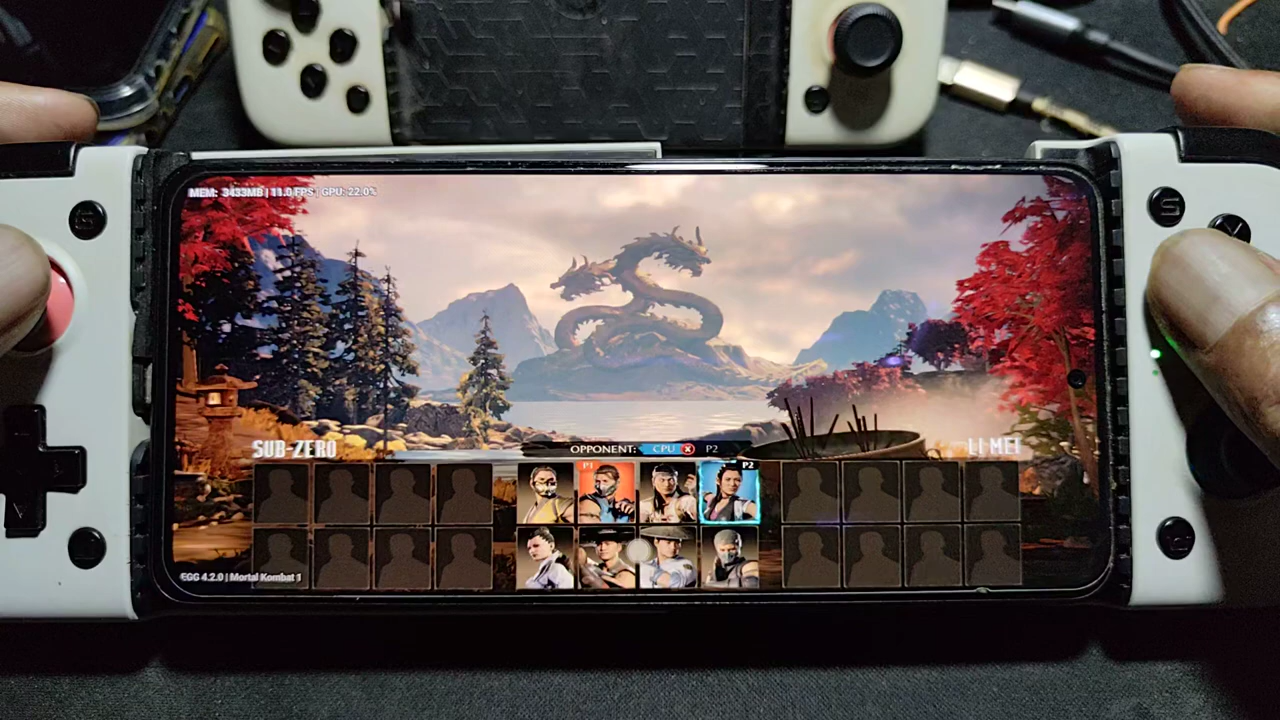 MEM: 3433MB | 11.0 FPS | GPU: 22.0%
SUB-ZERO
OPPONENT: CPU X P2
LI MEI
P1
P2
EGG 4.2.0 | Mortal Kombat 1
S